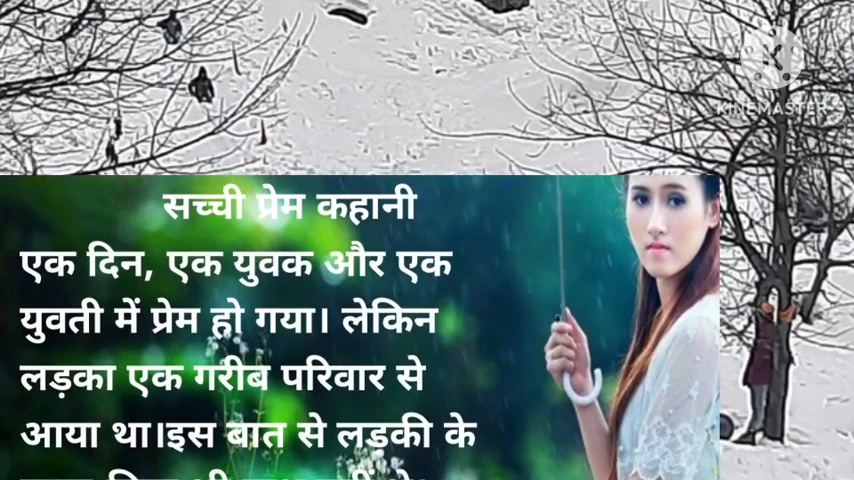 KINEMASTER
सच्ची प्रेम कहानी
एक दिन, एक युवक और एक
युवती में प्रेम हो गया। लेकिन
लड़का एक गरीब परिवार से
आया था।इस बात से लड़की के